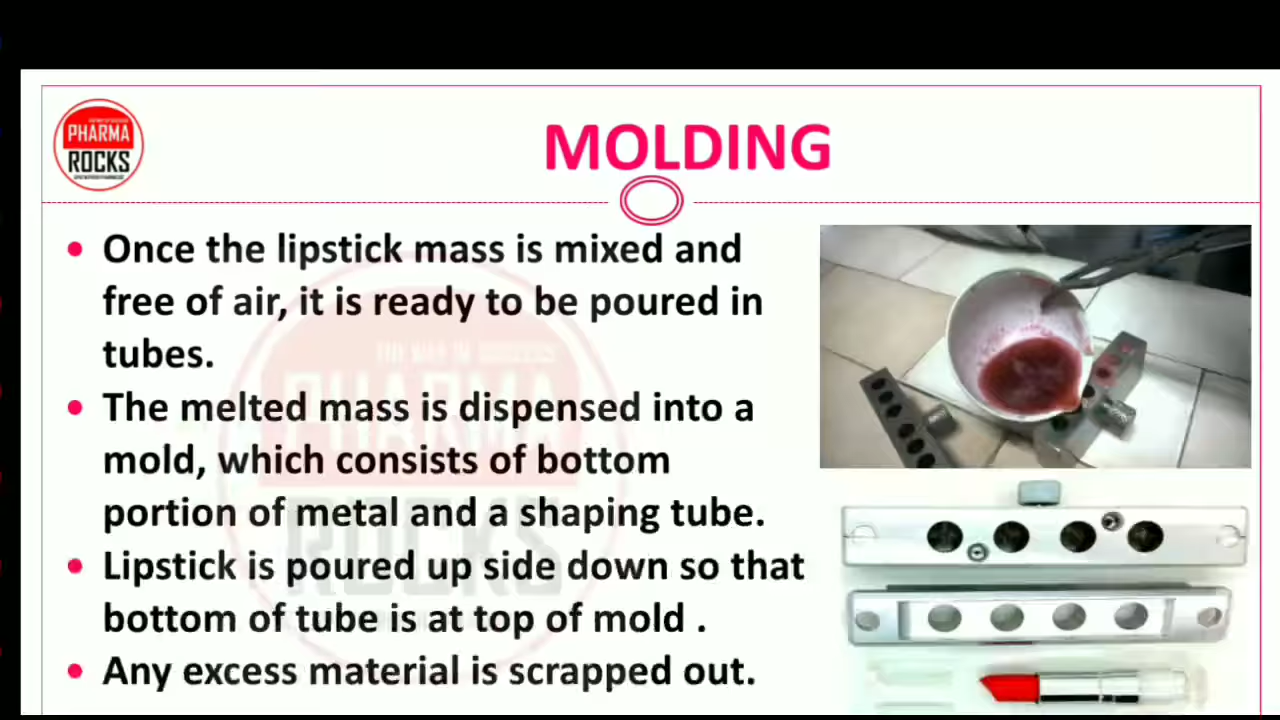 PHARMA
ROCKS
MOLDING
Once the lipstick mass is mixed and
free of air, it is ready to be poured in
tubes.
The melted mass is dispensed into a
mold, which consists of bottom
portion of metal and a shaping tube.
Lipstick is poured up side down so that
bottom of tube is at top of mold .
Any excess material is scrapped out.